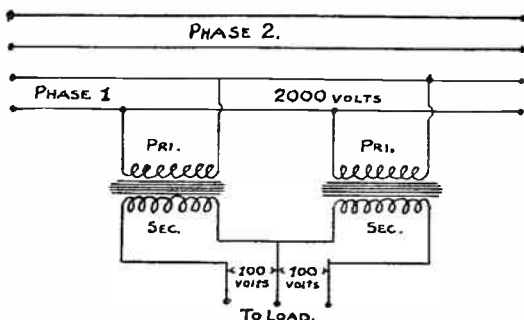 PHASE 2.
PHASE 1 2000 VOLTS
PRI. PRI.
SEC. SEC.
100 VOLTS 100 VOLTS
TO LOAD.